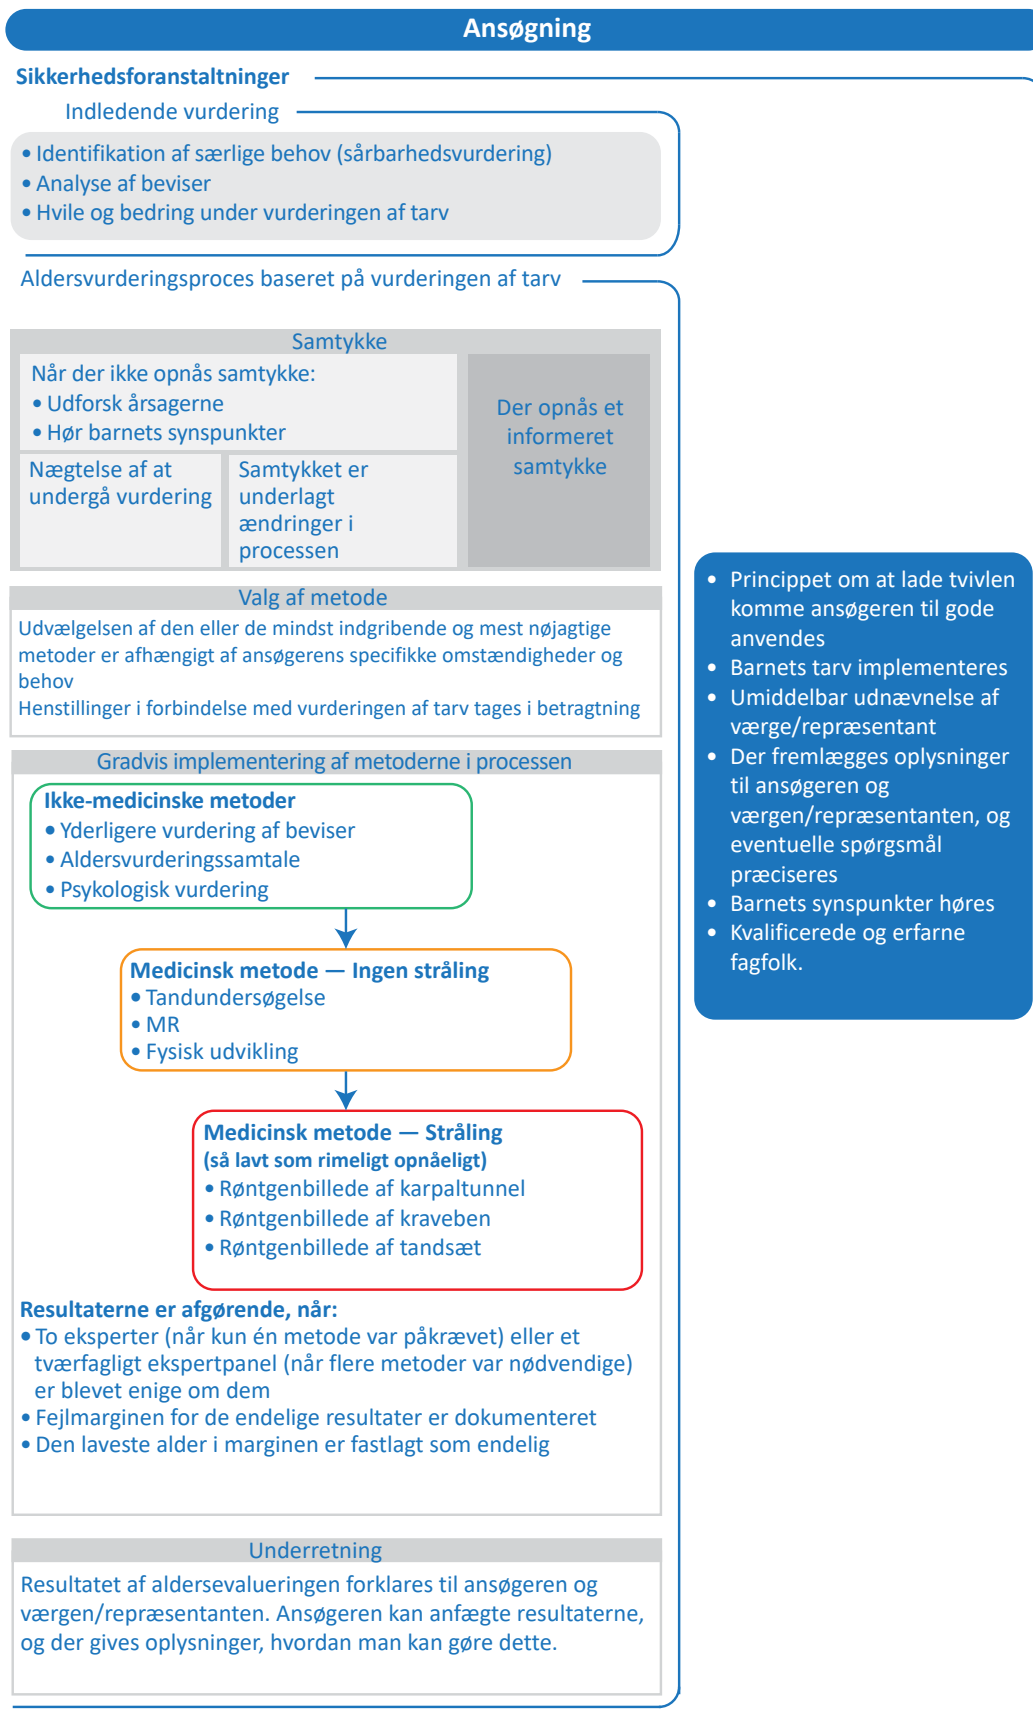 Ansøgning
Sikkerhedsforanstaltninger
Indledende vurdering
• Identifikation af særlige behov (sårbarhedsvurdering)
• Analyse af beviser
• Hvile og bedring under vurderingen af tarv
Aldersvurderingsproces baseret på vurderingen af tarv
Samtykke
Når der ikke opnås samtykke:
• Udforsk årsagerne
• Hør barnets synspunkter
Nægtelse af at
undergå vurdering
Samtykket er
underlagt
ændringer i
processen
Der opnås et
informeret
samtykke
Valg af metode
Udvælgelsen af den eller de mindst indgribende og mest nøjagtige
metoder er afhængigt af ansøgerens specifikke omstændigheder og
behov
Henstillinger i forbindelse med vurderingen af tarv tages i betragtning
Gradvis implementering af metoderne i processen
Ikke-medicinske metoder
• Yderligere vurdering af beviser
• Aldersvurderingssamtale
• Psykologisk vurdering
Medicinsk metode — Ingen stråling
• Tandundersøgelse
• MR
• Fysisk udvikling
Medicinsk metode — Stråling
(så lavt som rimeligt opnåeligt)
• Røntgenbillede af karpaltunnel
• Røntgenbillede af kraveben
• Røntgenbillede af tandsæt
Resultaterne er afgørende, når:
• To eksperter (når kun én metode var påkrævet) eller et
tværfagligt ekspertpanel (når flere metoder var nødvendige)
er blevet enige om dem
• Fejlmarginen for de endelige resultater er dokumenteret
• Den laveste alder i marginen er fastlagt som endelig
Underretning
Resultatet af aldersevalueringen forklares til ansøgeren og
værgen/repræsentanten. Ansøgeren kan anfægte resultaterne,
og der gives oplysninger, hvordan man kan gøre dette.
• Princippet om at lade tvivlen
komme ansøgeren til gode
anvendes
• Barnets tarv implementeres
• Umiddelbar udnævnelse af
værge/repræsentant
• Der fremlægges oplysninger
til ansøgeren og
værgen/repræsentanten, og
eventuelle spørgsmål
præciseres
• Barnets synspunkter høres
• Kvalificerede og erfarne
fagfolk.